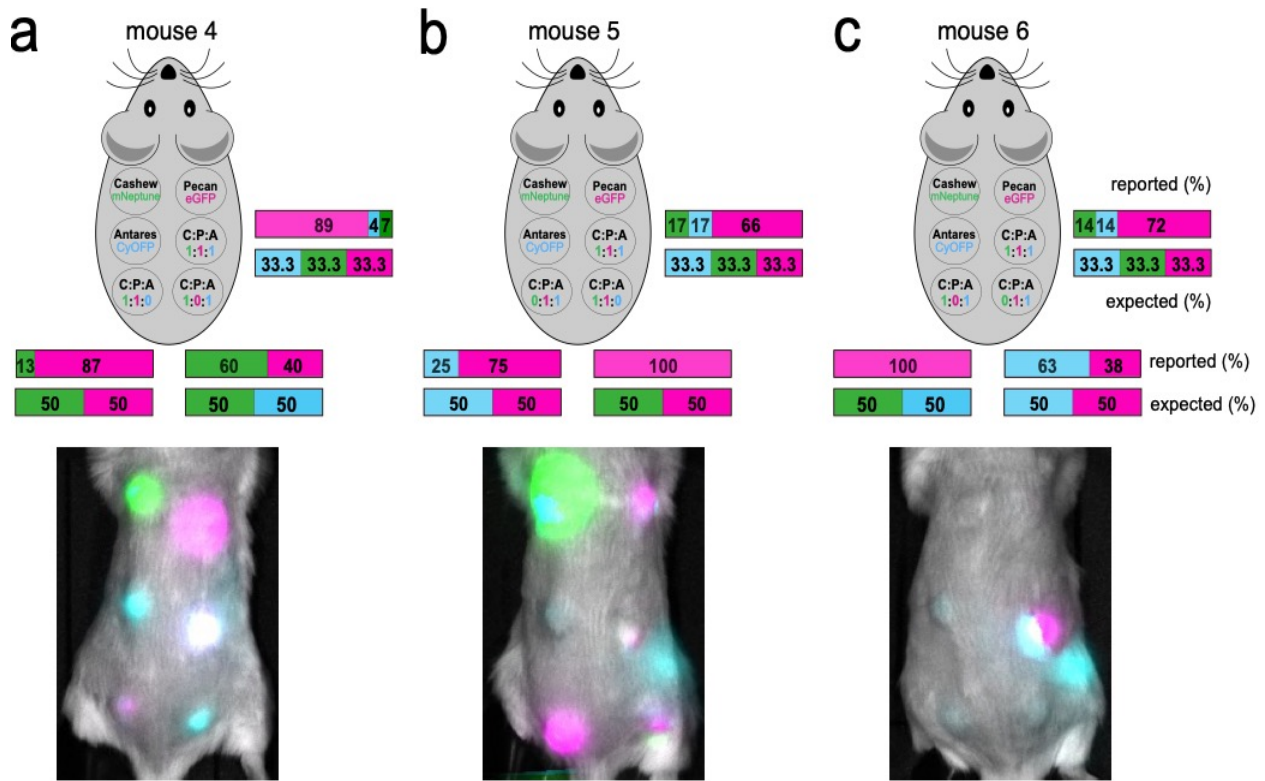 a
mouse 4
Cashew
mNeptune
Pecan
eGFP
Antares
CyOFP
C:P:A
1:1:1
C:P:A
1:1:0
C:P:A
1:0:1
89 4 7
33.3 33.3 33.3
13 87
50 50
60 40
50 50
b
mouse 5
Cashew
mNeptune
Pecan
eGFP
Antares
CyOFP
C:P:A
1:1:1
C:P:A
0:1:1
C:P:A
1:1:0
17 17 66
33.3 33.3 33.3
25 75
50 50
100
50 50
c
mouse 6
Cashew
mNeptune
Pecan
eGFP
Antares
CyOFP
C:P:A
1:1:1
C:P:A
1:0:1
C:P:A
0:1:1
reported (%)
14 14 72
33.3 33.3 33.3
expected (%)
100
50 50
63 38
50 50
reported (%)
expected (%)